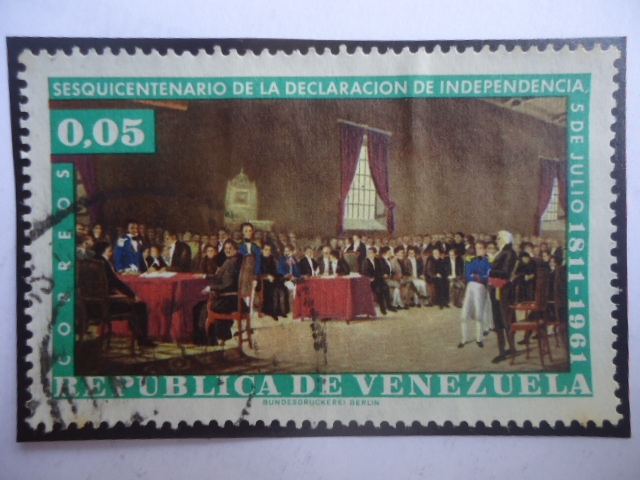 SESQUICENTENARIO DE LA DECLARACION DE INDEPENDENCIA,
5 DE JULIO 1811-1961
0,05
CORREOS
REPUBLICA DE VENEZUELA
BUNDESDRUCKEREI BERLIN